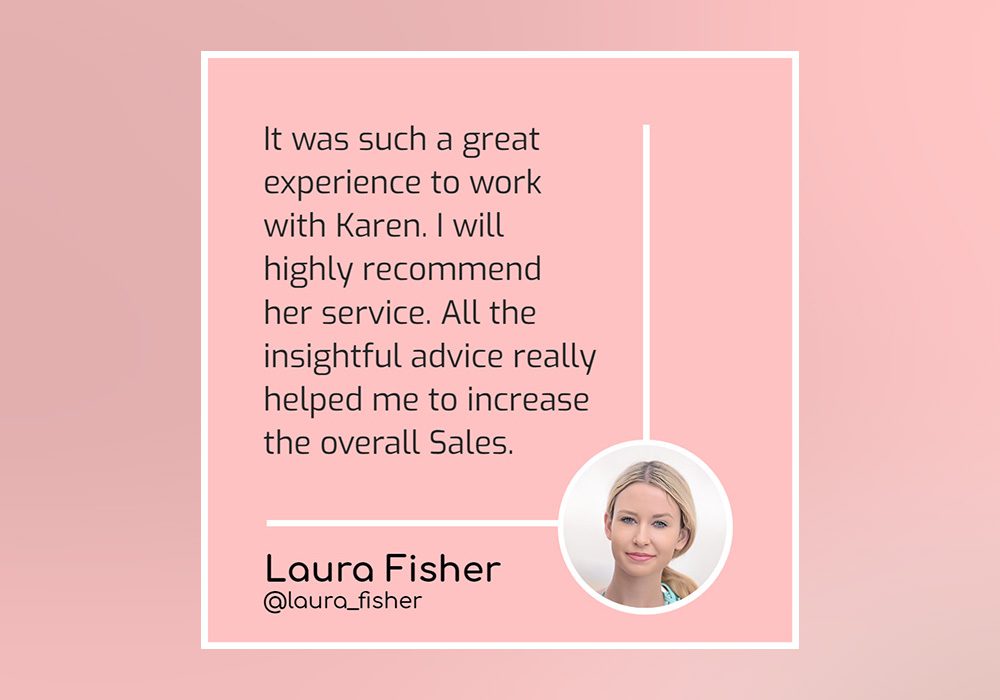 It was such a great
experience to work
with Karen. I will
highly recommend
her service. All the
insightful advice really
helped me to increase
the overall Sales.
Laura Fisher
@laura_fisher